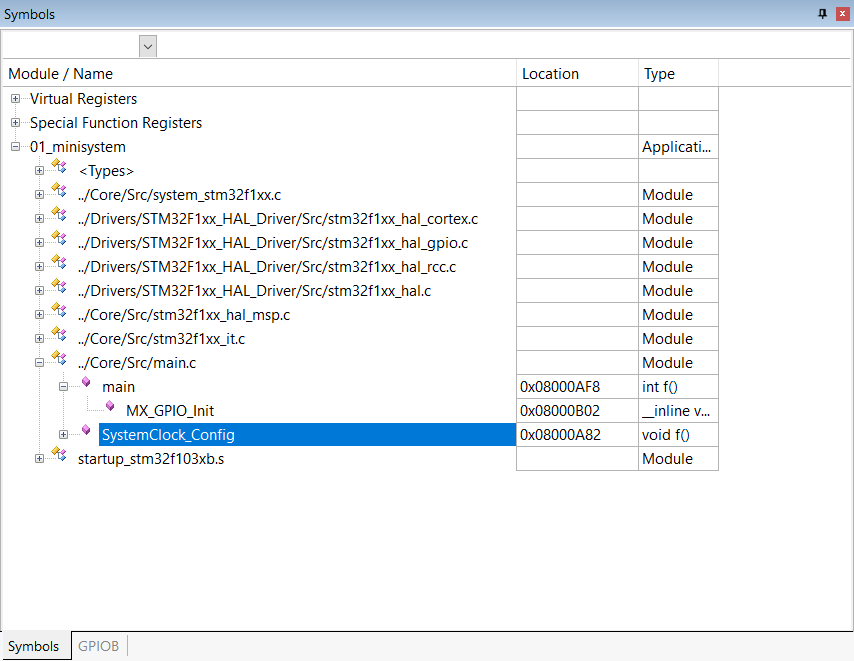 Symbols
Module / Name Location Type
Virtual Registers
Special Function Registers
01_minisystem Applicati...
<Types>
../Core/Src/system_stm32f1xx.c Module
../Drivers/STM32F1xx_HAL_Driver/Src/stm32f1xx_hal_cortex.c Module
../Drivers/STM32F1xx_HAL_Driver/Src/stm32f1xx_hal_gpio.c Module
../Drivers/STM32F1xx_HAL_Driver/Src/stm32f1xx_hal_rcc.c Module
../Drivers/STM32F1xx_HAL_Driver/Src/stm32f1xx_hal.c Module
../Core/Src/stm32f1xx_hal_msp.c Module
../Core/Src/stm32f1xx_it.c Module
../Core/Src/main.c Module
main 0x08000AF8 int f()
MX_GPIO_Init 0x08000B02 __inline v...
SystemClock_Config 0x08000A82 void f()
startup_stm32f103xb.s Module
Symbols GPIOB